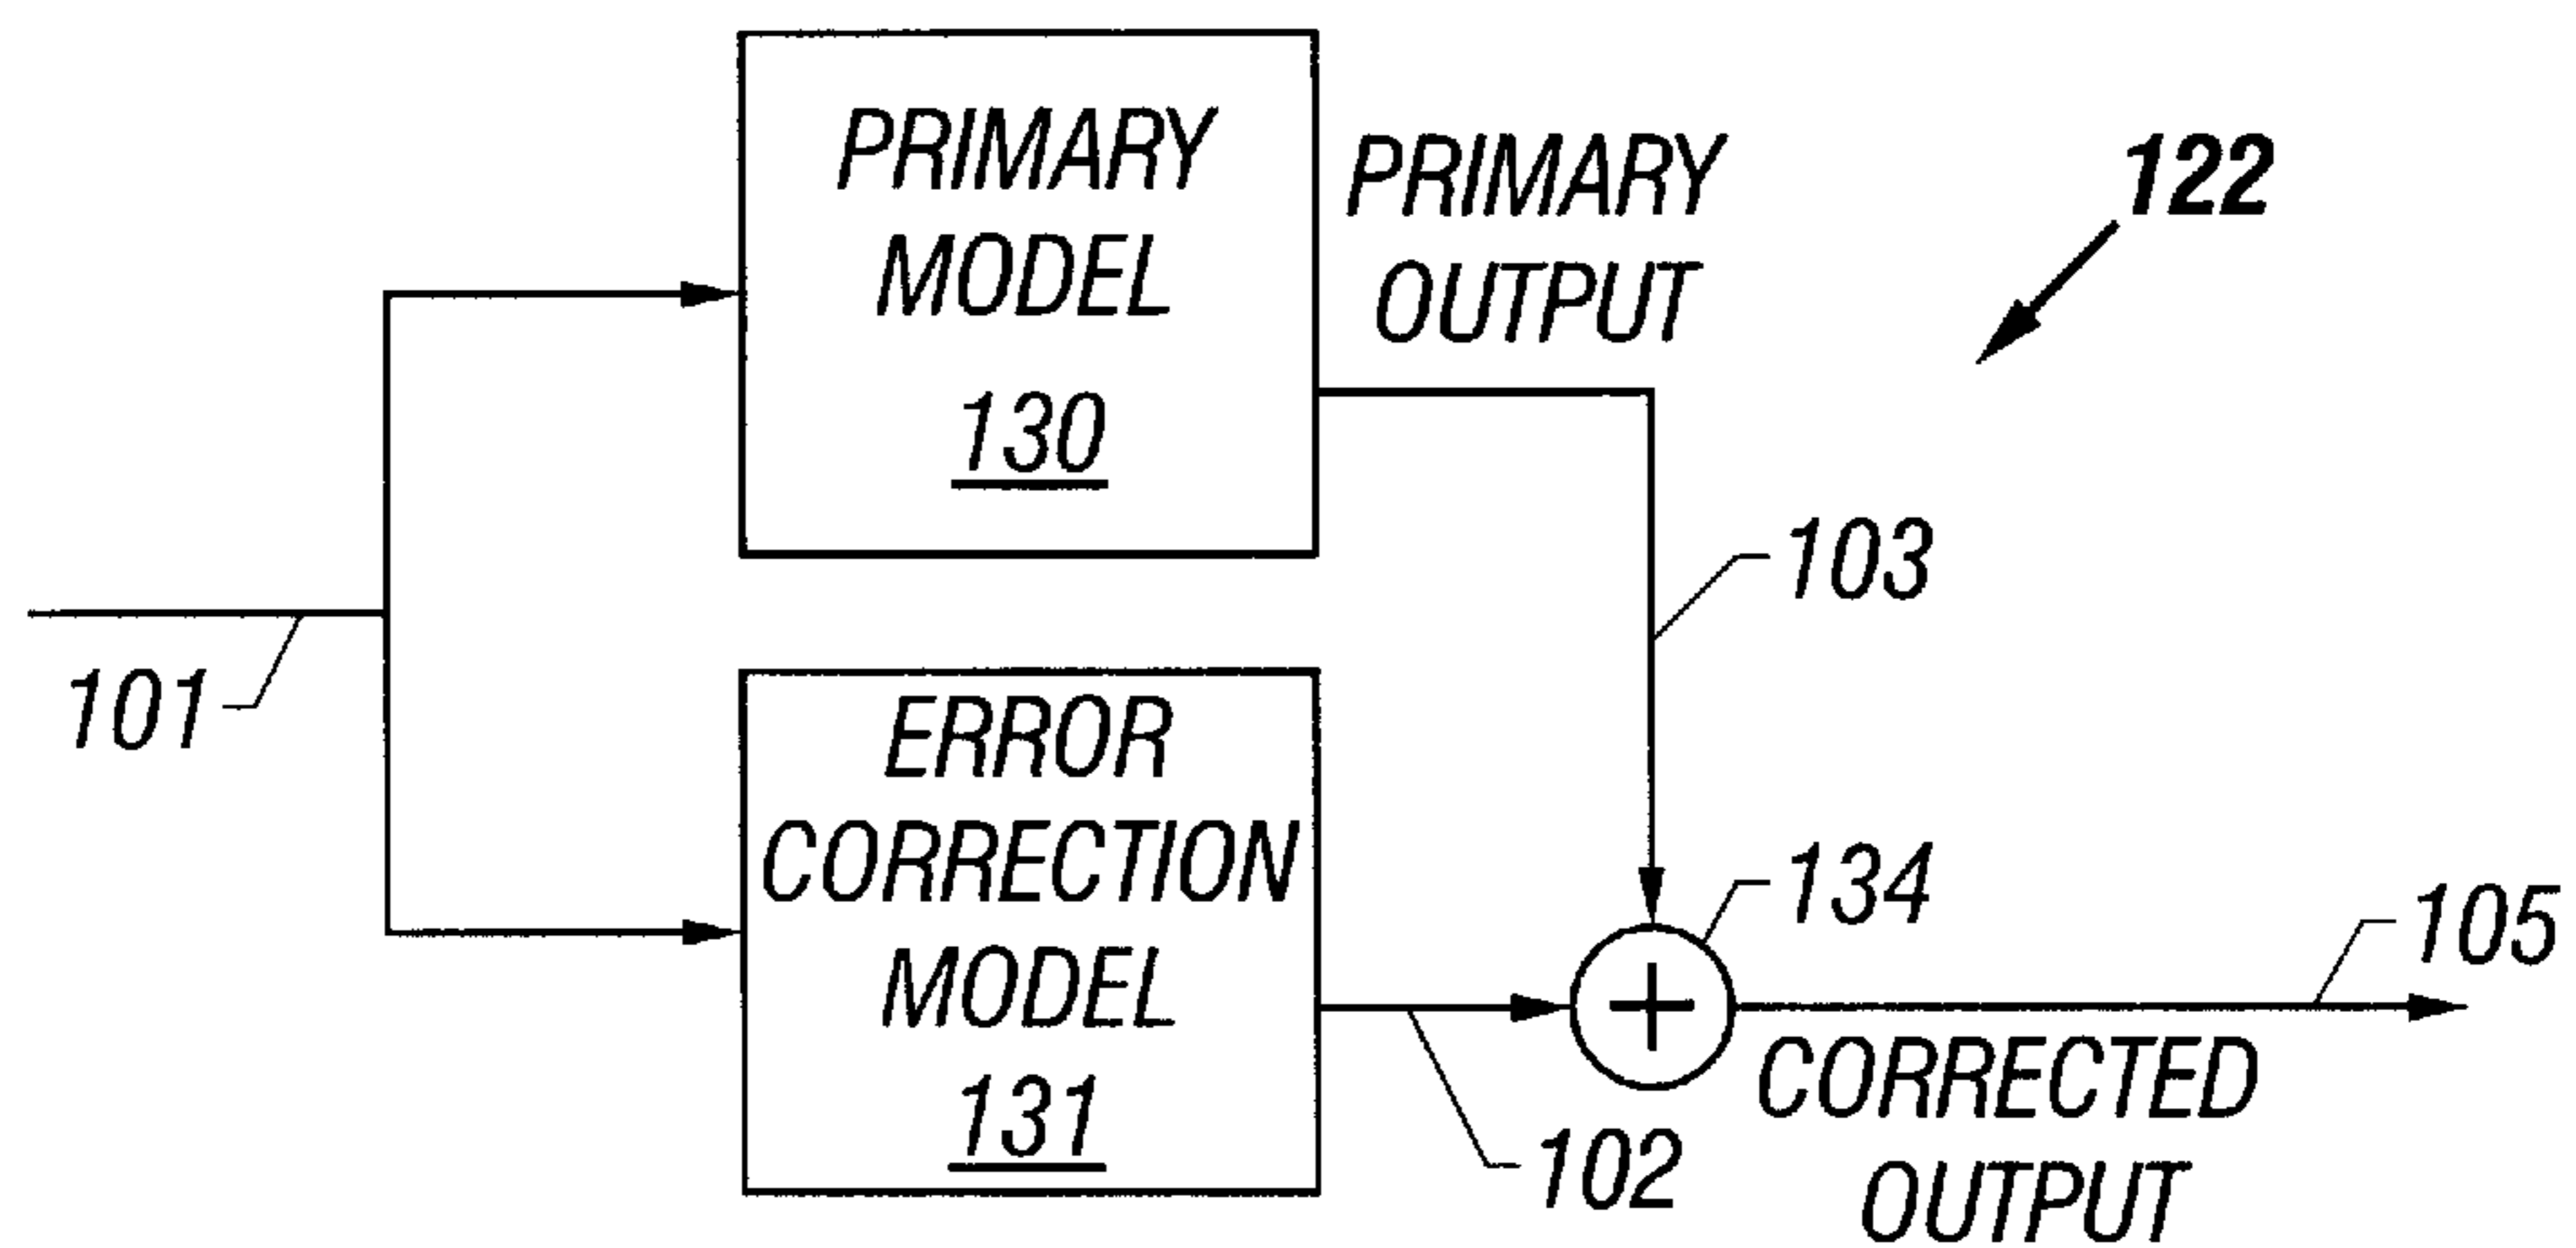 PRIMARY
MODEL
130
PRIMARY
OUTPUT
122
103
101
ERROR
CORRECTION
MODEL
131
134
105
102
CORRECTED
OUTPUT